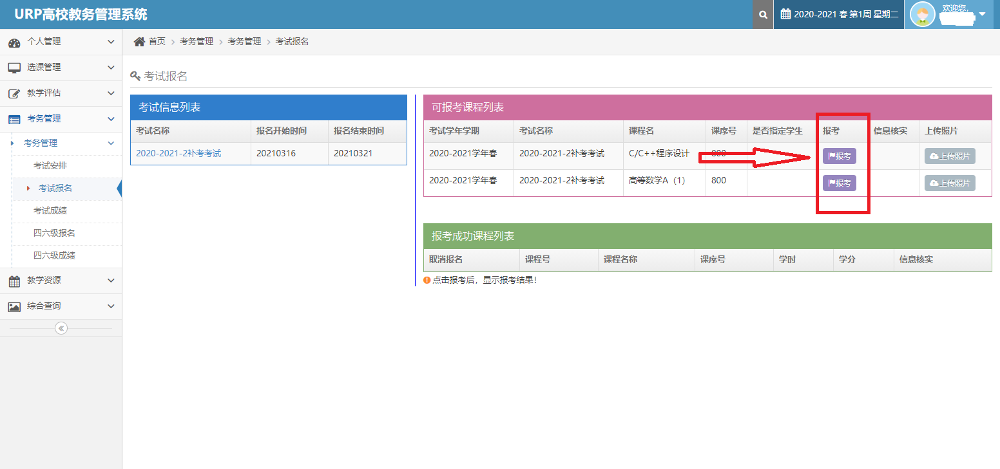 URP高校教务管理系统
2020-2021 春 第1周 星期二
欢迎您,
个人管理
选课管理
教学评估
考务管理
考务管理
考试安排
考试报名
考试成绩
四六级报名
四六级成绩
教学资源
综合查询
首页 > 考务管理 > 考务管理 > 考试报名
考试报名
考试信息列表
考试名称 报名开始时间 报名结束时间
2020-2021-2补考考试 20210316 20210321
可报考课程列表
考试学年学期 考试名称 课程名 课序号 是否指定学生 报考 信息核实 上传照片
2020-2021学年春 2020-2021-2补考考试 C/C++程序设计 800 报考 上传照片
2020-2021学年春 2020-2021-2补考考试 高等数学A（1） 800 报考 上传照片
报考成功课程列表
取消报名 课程号 课程名称 课序号 学时 学分 信息核实
点击报考后，显示报考结果！